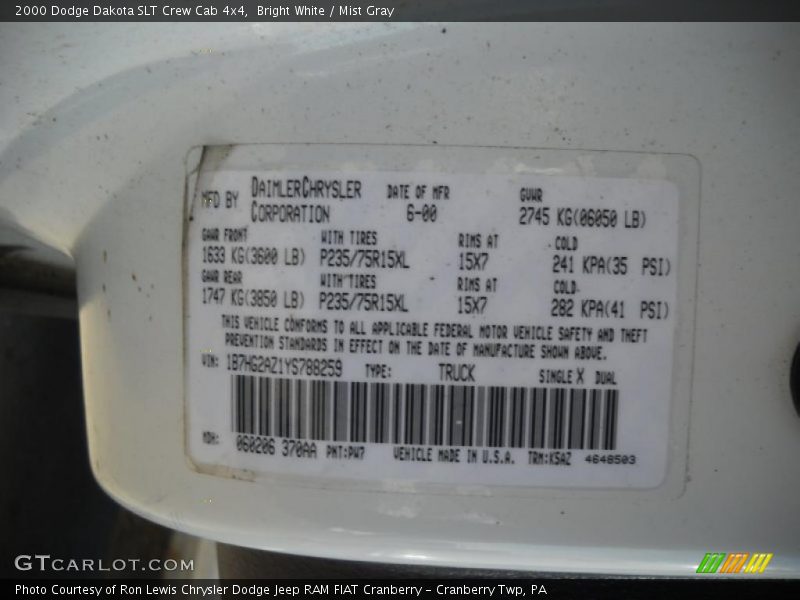 2000 Dodge Dakota SLT Crew Cab 4x4, Bright White / Mist Gray
MFD BY DAIMLERCHRYSLER CORPORATION DATE OF MFR 6-00 GVWR 2745 KG(06050 LB)
GAWR FRONT WITH TIRES RIMS AT COLD
1633 KG(3600 LB) P235/75R15XL 15X7 241 KPA(35 PSI)
GAWR REAR WITH TIRES RIMS AT COLD
1747 KG(3850 LB) P235/75R15XL 15X7 282 KPA(41 PSI)
THIS VEHICLE CONFORMS TO ALL APPLICABLE FEDERAL MOTOR VEHICLE SAFETY AND THEFT
PREVENTION STANDARDS IN EFFECT ON THE DATE OF MANUFACTURE SHOWN ABOVE.
VIN: 1B7HG2AZ1YS788259 TYPE: TRUCK SINGLE X DUAL
MDH: 060206 370AA PNT:PW7 VEHICLE MADE IN U.S.A. TRM:K5AZ 4648503
GTCARLOT.COM
Photo Courtesy of Ron Lewis Chrysler Dodge Jeep RAM FIAT Cranberry - Cranberry Twp, PA